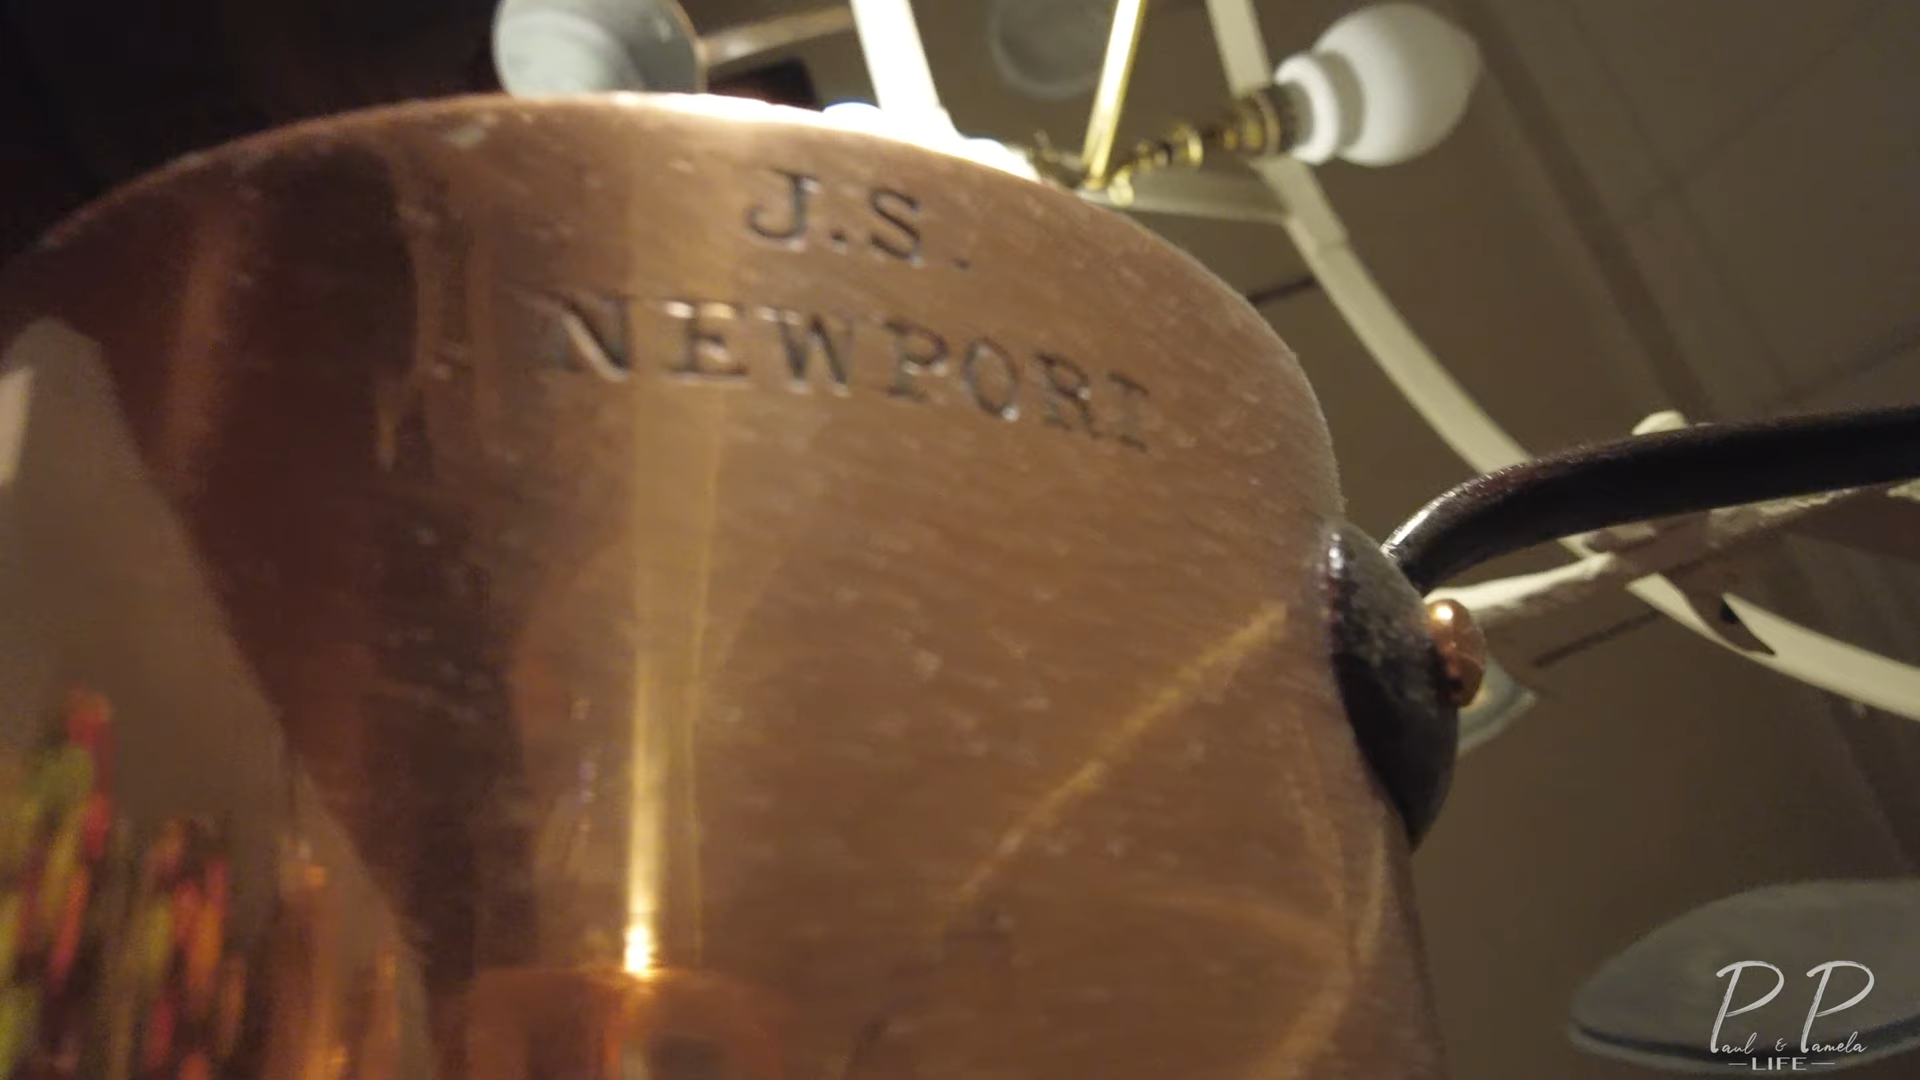 J.S.
NEWPORT
P P
Paul & Pamela
—LIFE—